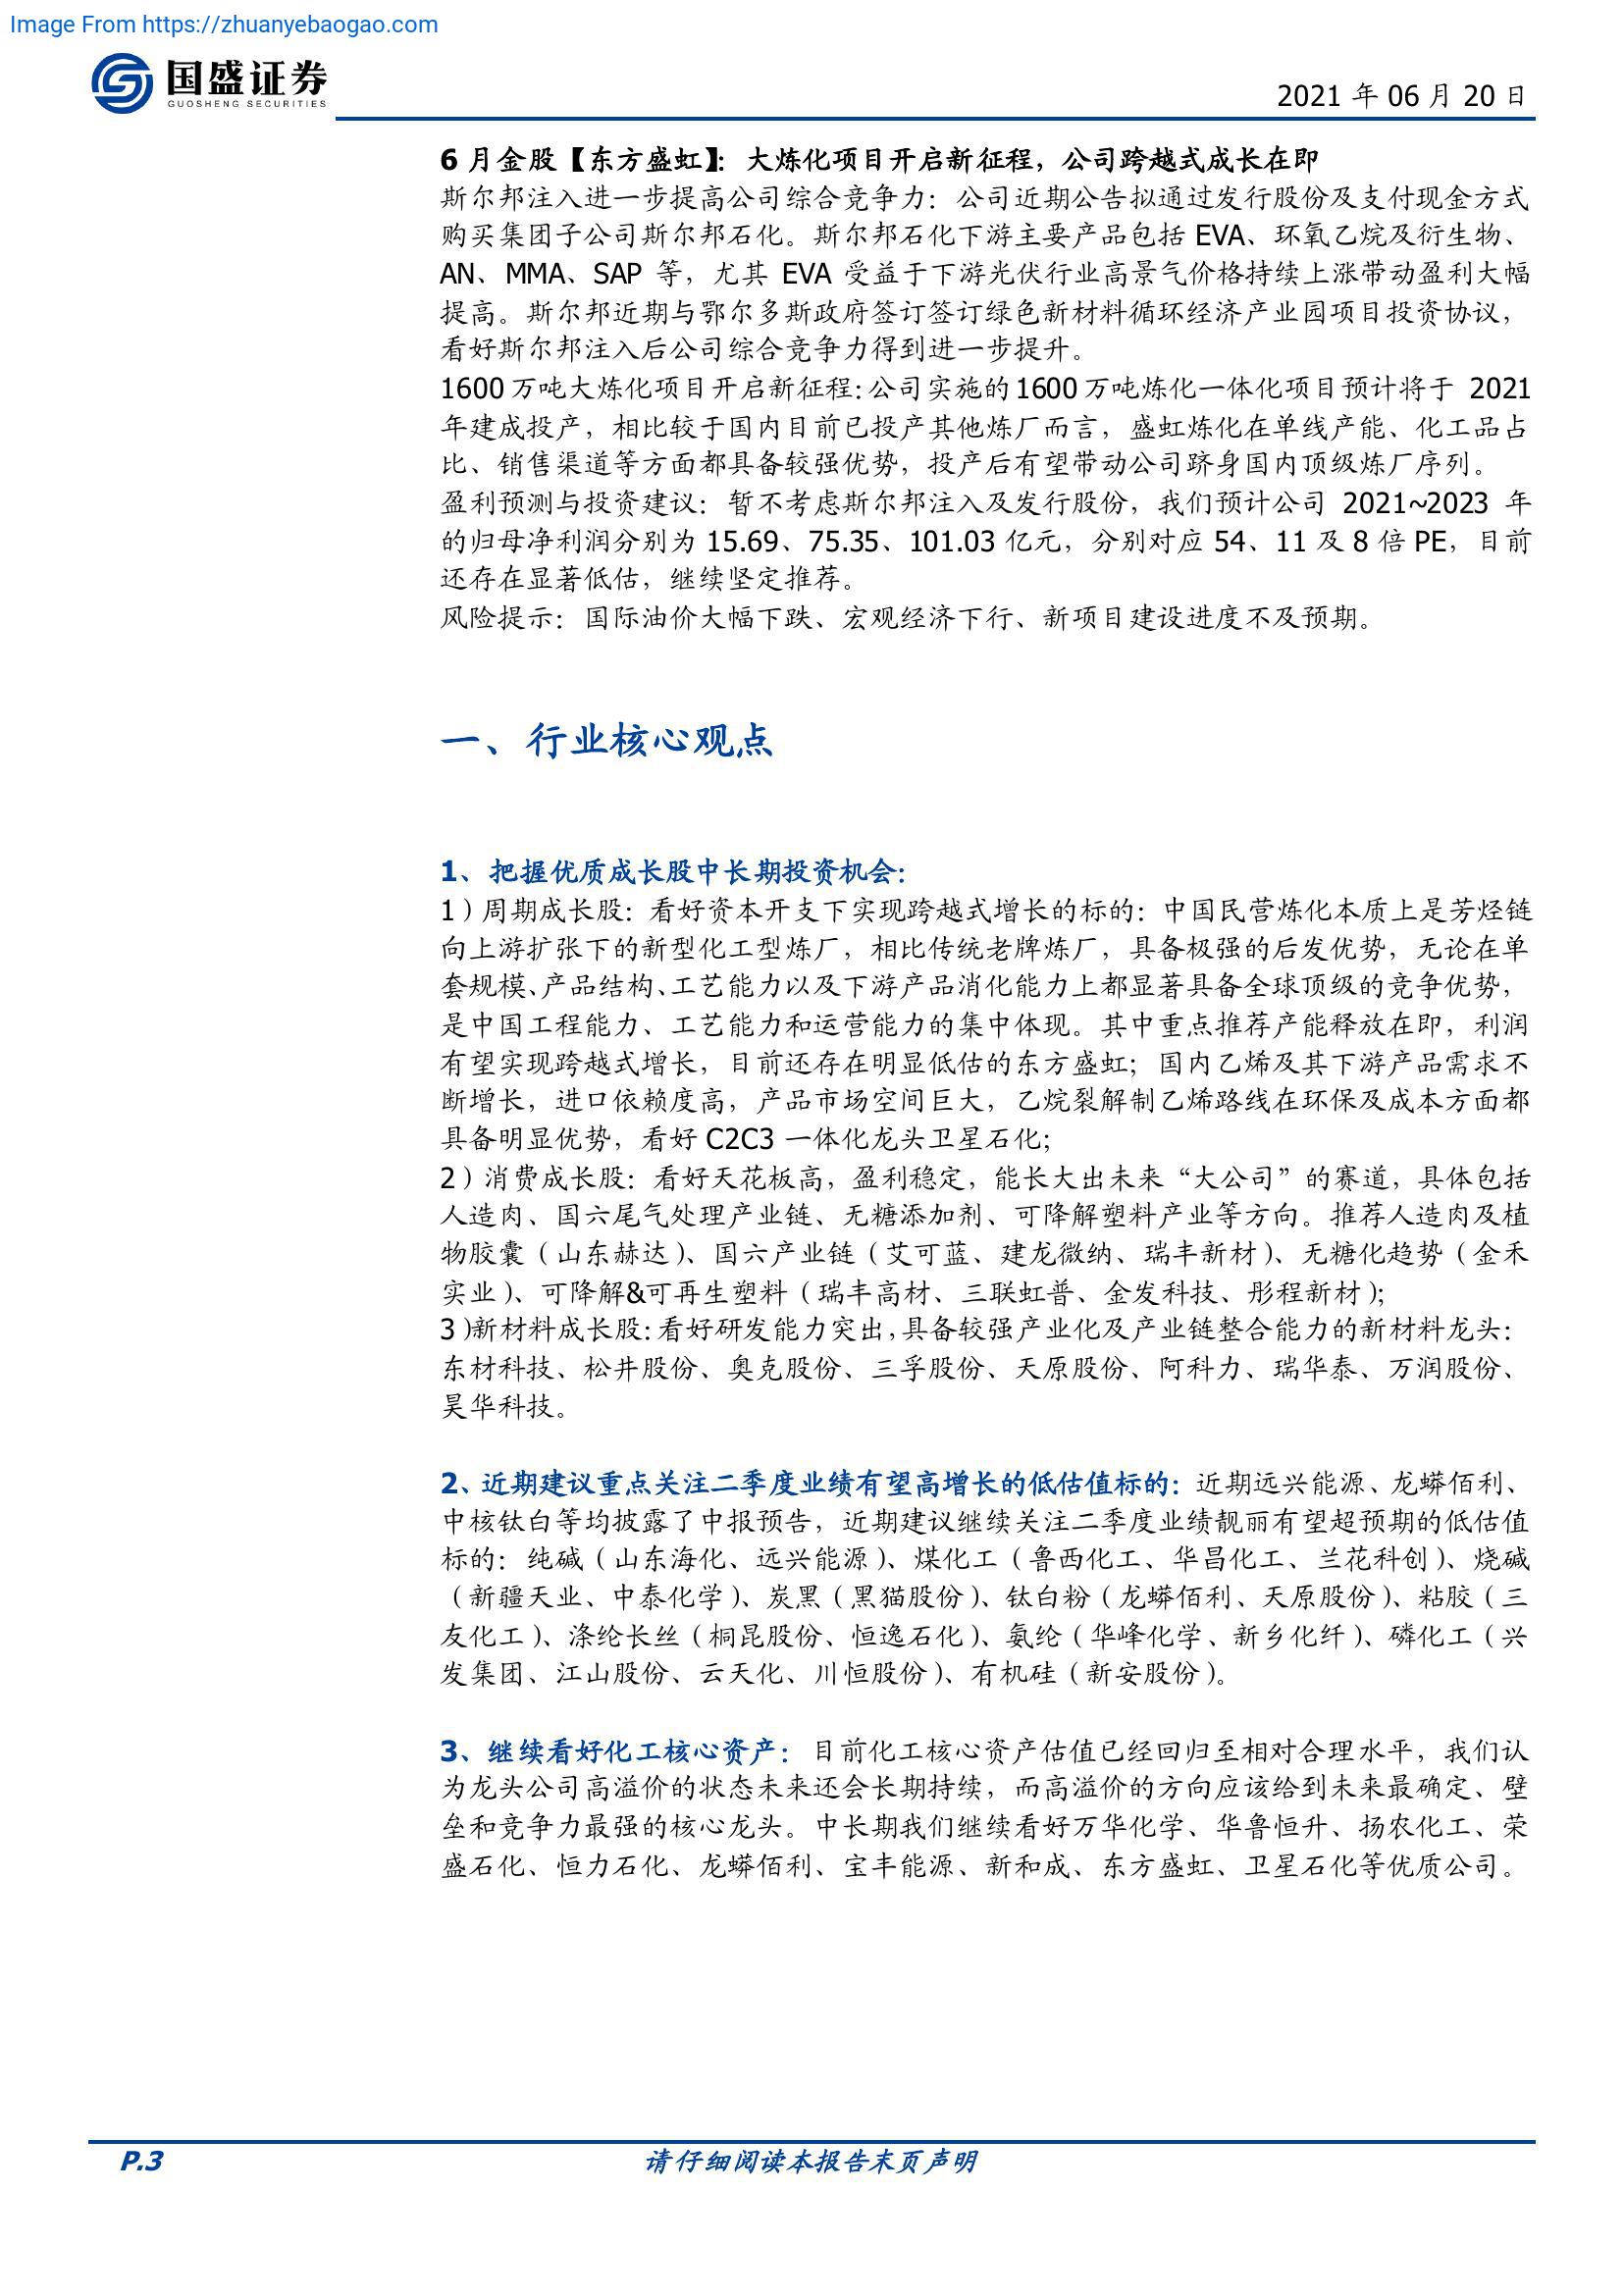 Image From https://zhuanyebaogao.com
国盛证券
GUOSHENG SECURITIES
2021 年 06 月 20 日
6 月金股【东方盛虹】：大炼化项目开启新征程，公司跨越式成长在即
斯尔邦注入进一步提高公司综合竞争力：公司近期公告拟通过发行股份及支付现金方式
购买集团子公司斯尔邦石化。斯尔邦石化下游主要产品包括 EVA、环氧乙烷及衍生物、
AN、MMA、SAP 等，尤其 EVA 受益于下游光伏行业高景气价格持续上涨带动盈利大幅
提高。斯尔邦近期与鄂尔多斯政府签订签订绿色新材料循环经济产业园项目投资协议，
看好斯尔邦注入后公司综合竞争力得到进一步提升。
1600 万吨大炼化项目开启新征程：公司实施的 1600 万吨炼化一体化项目预计将于 2021
年建成投产，相比较于国内目前已投产其他炼厂而言，盛虹炼化在单线产能、化工品占
比、销售渠道等方面都具备较强优势，投产后有望带动公司跻身国内顶级炼厂序列。
盈利预测与投资建议：暂不考虑斯尔邦注入及发行股份，我们预计公司 2021~2023 年
的归母净利润分别为 15.69、75.35、101.03 亿元，分别对应 54、11 及 8 倍 PE，目前
还存在显著低估，继续坚定推荐。
风险提示：国际油价大幅下跌、宏观经济下行、新项目建设进度不及预期。
一、行业核心观点
1、把握优质成长股中长期投资机会：
1）周期成长股：看好资本开支下实现跨越式增长的标的：中国民营炼化本质上是芳烃链
向上游扩张下的新型化工型炼厂，相比传统老牌炼厂，具备极强的后发优势，无论在单
套规模、产品结构、工艺能力以及下游产品消化能力上都显著具备全球顶级的竞争优势，
是中国工程能力、工艺能力和运营能力的集中体现。其中重点推荐产能释放在即，利润
有望实现跨越式增长，目前还存在明显低估的东方盛虹；国内乙烯及其下游产品需求不
断增长，进口依赖度高，产品市场空间巨大，乙烷裂解制乙烯路线在环保及成本方面都
具备明显优势，看好 C2C3 一体化龙头卫星石化；
2）消费成长股：看好天花板高，盈利稳定，能长大出未来“大公司”的赛道，具体包括
人造肉、国六尾气处理产业链、无糖添加剂、可降解塑料产业等方向。推荐人造肉及植
物胶囊（山东赫达）、国六产业链（艾可蓝、建龙微纳、瑞丰新材）、无糖化趋势（金禾
实业）、可降解&可再生塑料（瑞丰高材、三联虹普、金发科技、彤程新材）；
3）新材料成长股：看好研发能力突出，具备较强产业化及产业链整合能力的新材料龙头：
东材科技、松井股份、奥克股份、三孚股份、天原股份、阿科力、瑞华泰、万润股份、
昊华科技。
2、近期建议重点关注二季度业绩有望高增长的低估值标的：近期远兴能源、龙蟒佰利、
中核钛白等均披露了中报预告，近期建议继续关注二季度业绩靓丽有望超预期的低估值
标的：纯碱（山东海化、远兴能源）、煤化工（鲁西化工、华昌化工、兰花科创）、烧碱
（新疆天业、中泰化学）、炭黑（黑猫股份）、钛白粉（龙蟒佰利、天原股份）、粘胶（三
友化工）、涤纶长丝（桐昆股份、恒逸石化）、氨纶（华峰化学、新乡化纤）、磷化工（兴
发集团、江山股份、云天化、川恒股份）、有机硅（新安股份）。
3、继续看好化工核心资产：目前化工核心资产估值已经回归至相对合理水平，我们认
为龙头公司高溢价的状态未来还会长期持续，而高溢价的方向应该给到未来最确定、壁
垒和竞争力最强的核心龙头。中长期我们继续看好万华化学、华鲁恒升、扬农化工、荣
盛石化、恒力石化、龙蟒佰利、宝丰能源、新和成、东方盛虹、卫星石化等优质公司。
P.3
请仔细阅读本报告末页声明